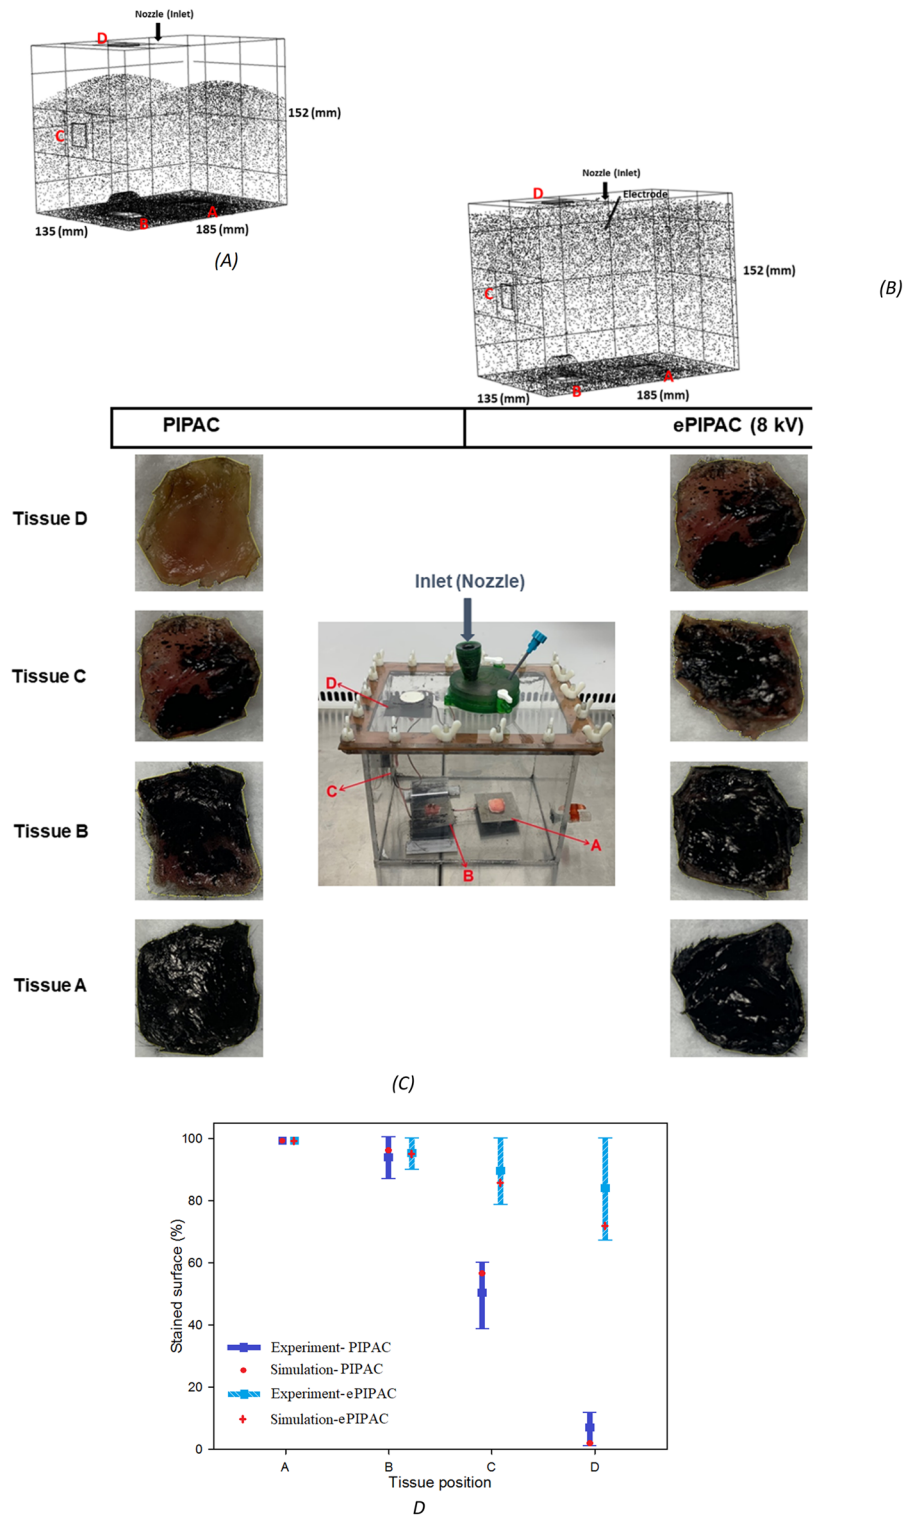 Nozzle (Inlet)
D
152 (mm)
C
B
A
135 (mm)
185 (mm)
(A)
Nozzle (Inlet)
D
Electrode
152 (mm)
(B)
C
B
A
135 (mm)
185 (mm)
PIPAC
ePIPAC (8 kV)
Tissue D
Inlet (Nozzle)
Tissue C
D
C
Tissue B
A
B
Tissue A
(C)
100
80
60
40
20
0
Stained surface (%)
Experiment- PIPAC
Simulation- PIPAC
Experiment- ePIPAC
Simulation-ePIPAC
A
B
C
D
Tissue position
D